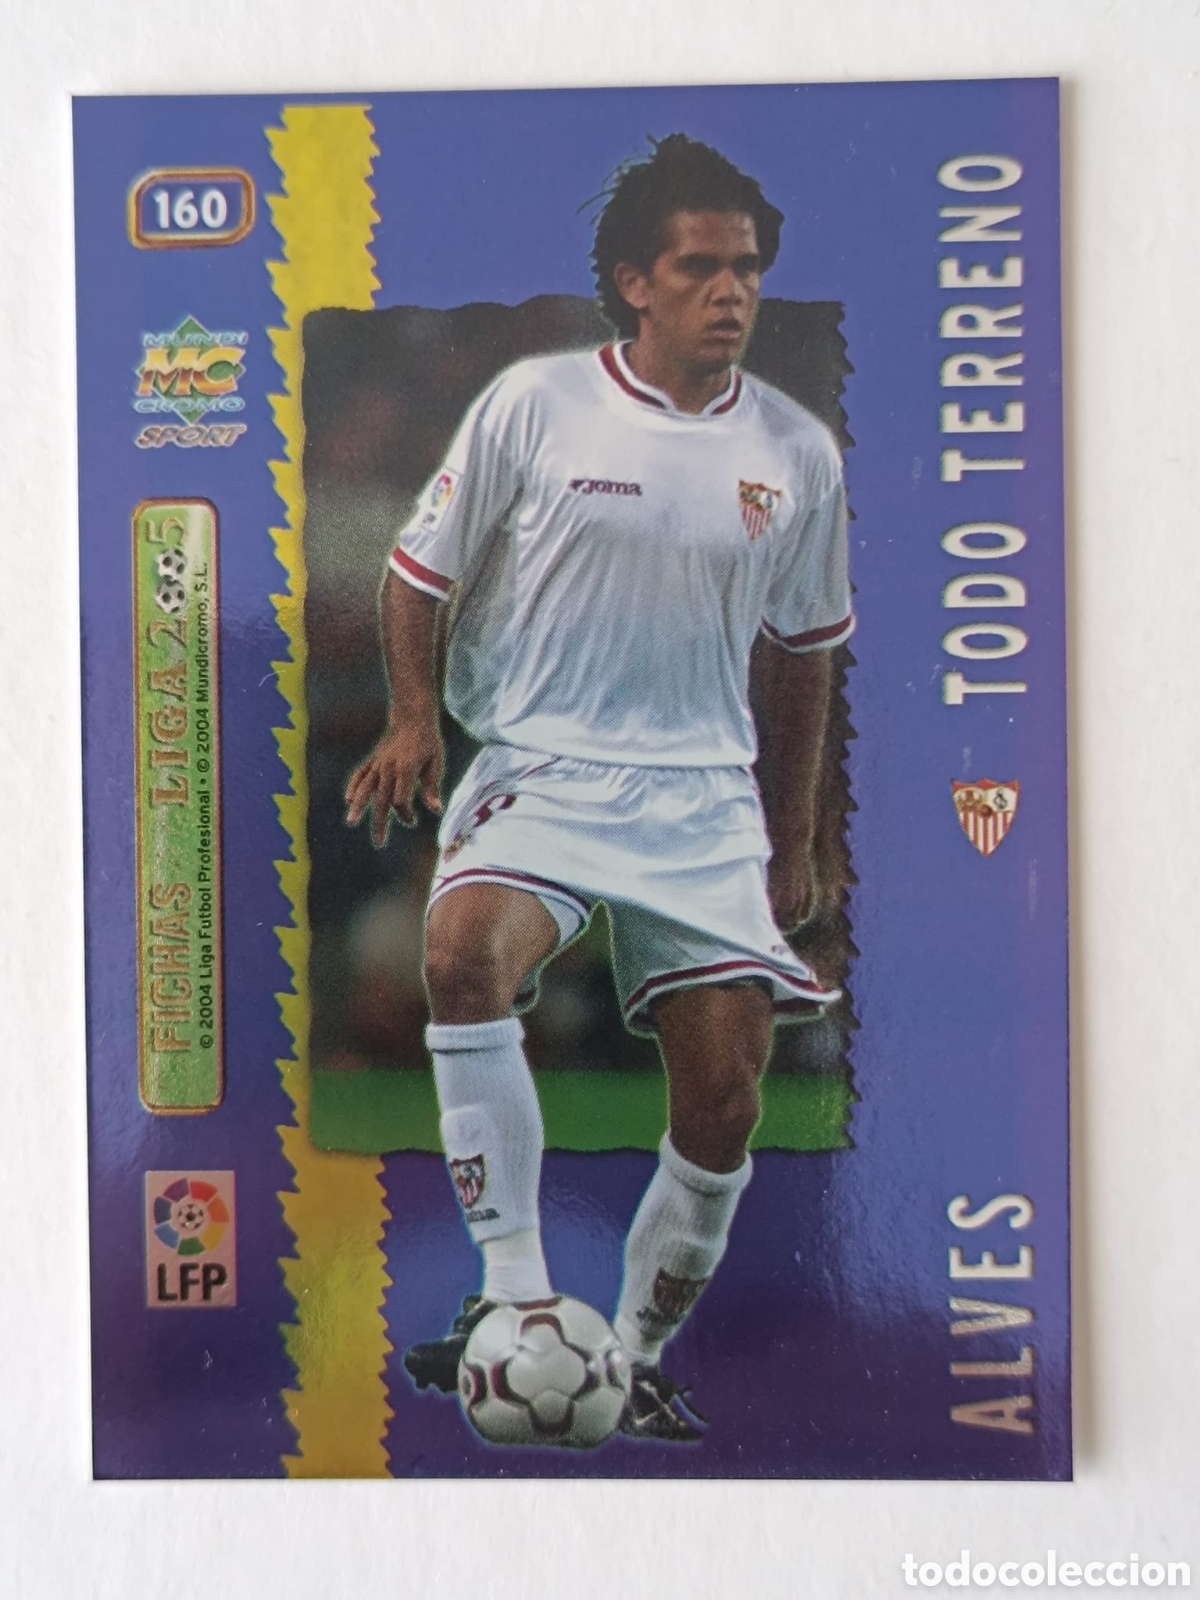 160
MUNDI
MC
CROMO
SPORT
FICHAS LIGA 2005
© 2004 Liga Futbol Profesional • © 2004 Mundicromo, S.L.
LFP
Joma
TODO TERRENO
ALVES
todocoleccion